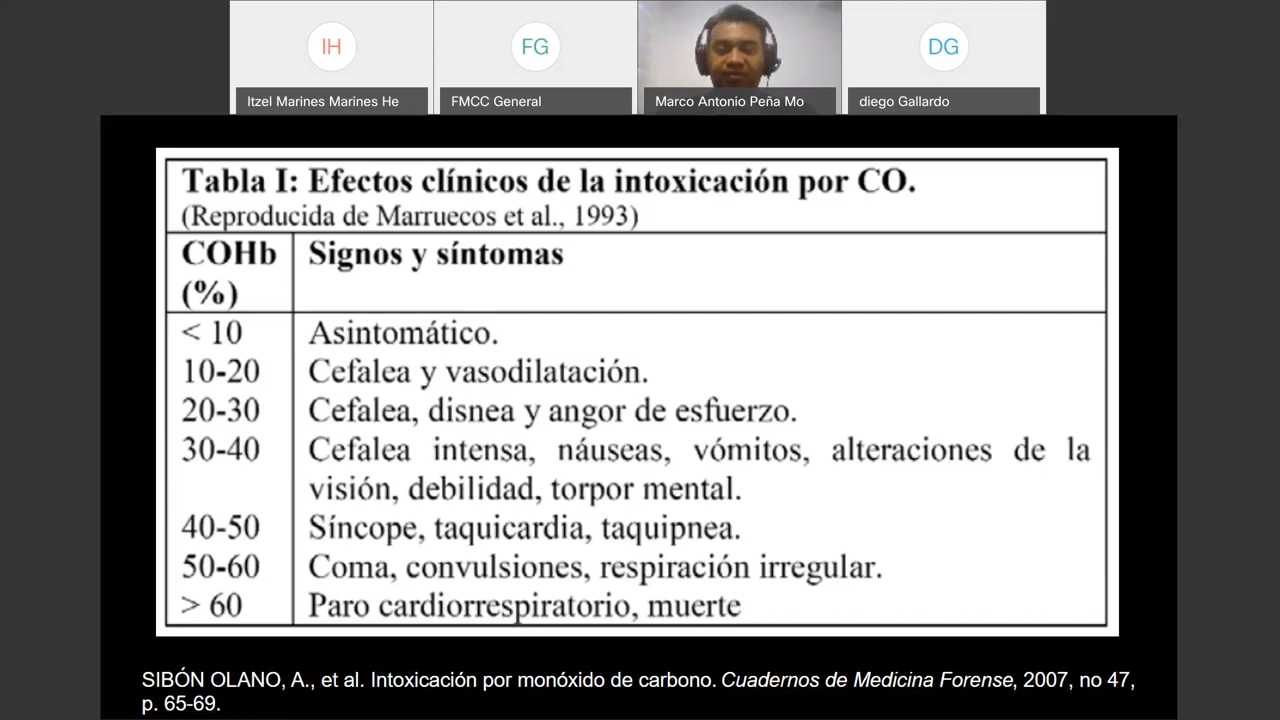 IH
FG
DG
Itzel Marines Marines He
FMCC General
Marco Antonio Peña Mo
diego Gallardo
Tabla I: Efectos clínicos de la intoxicación por CO.
(Reproducida de Marruecos et al., 1993)
COHb (%) Signos y síntomas
< 10 Asintomático.
10-20 Cefalea y vasodilatación.
20-30 Cefalea, disnea y angor de esfuerzo.
30-40 Cefalea intensa, náuseas, vómitos, alteraciones de la
visión, debilidad, torpor mental.
40-50 Síncope, taquicardia, taquipnea.
50-60 Coma, convulsiones, respiración irregular.
> 60 Paro cardiorrespiratorio, muerte
SIBÓN OLANO, A., et al. Intoxicación por monóxido de carbono. Cuadernos de Medicina Forense, 2007, no 47,
p. 65-69.